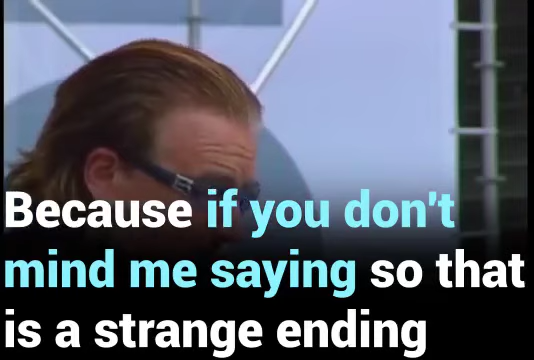 Because if you don't
mind me saying so that
is a strange ending